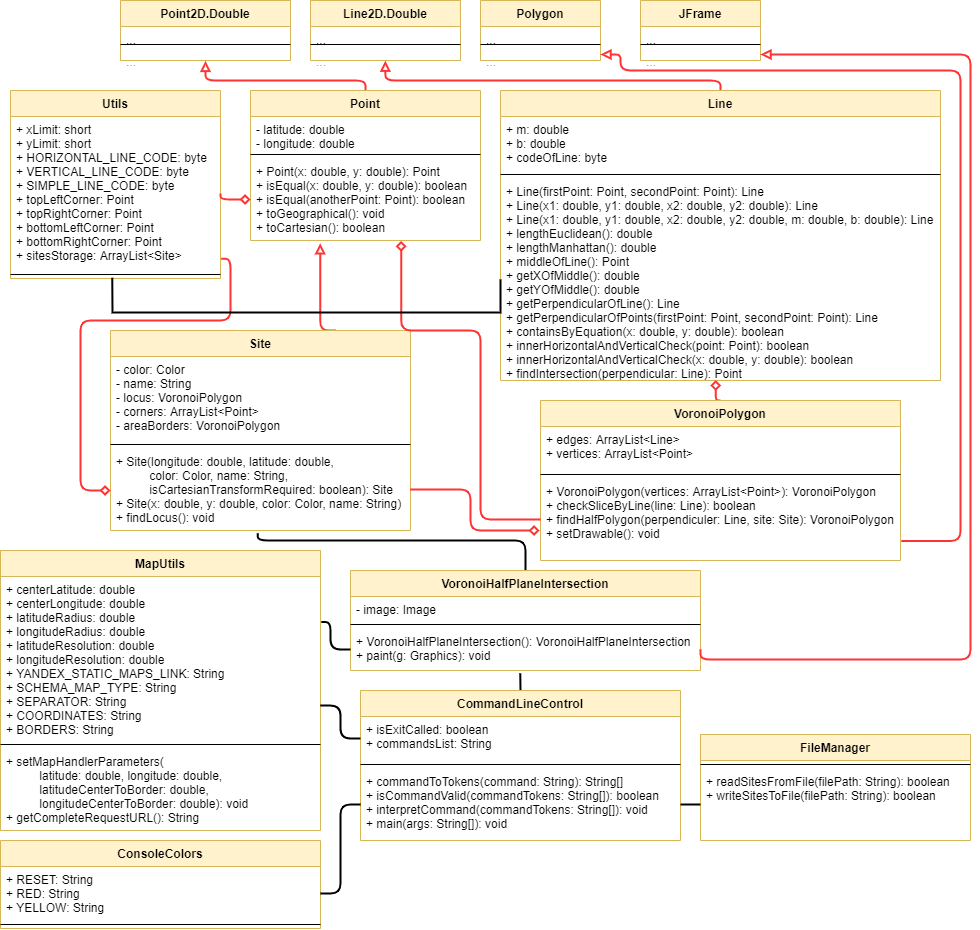 Point2D.Double
...
...
Line2D.Double
...
...
Polygon
...
...
JFrame
...
...
Utils
+ xLimit: short
+ yLimit: short
+ HORIZONTAL_LINE_CODE: byte
+ VERTICAL_LINE_CODE: byte
+ SIMPLE_LINE_CODE: byte
+ topLeftCorner: Point
+ topRightCorner: Point
+ bottomLeftCorner: Point
+ bottomRightCorner: Point
+ sitesStorage: ArrayList<Site>
Point
- latitude: double
- longitude: double
+ Point(x: double, y: double): Point
+ isEqual(x: double, y: double): boolean
+ isEqual(anotherPoint: Point): boolean
+ toGeographical(): void
+ toCartesian(): boolean
Line
+ m: double
+ b: double
+ codeOfLine: byte
+ Line(firstPoint: Point, secondPoint: Point): Line
+ Line(x1: double, y1: double, x2: double, y2: double): Line
+ Line(x1: double, y1: double, x2: double, y2: double, m: double, b: double): Line
+ lengthEuclidean(): double
+ lengthManhattan(): double
+ middleOfLine(): Point
+ getXOfMiddle(): double
+ getYOfMiddle(): double
+ getPerpendicularOfLine(): Line
+ getPerpendicularOfPoints(firstPoint: Point, secondPoint: Point): Line
+ containsByEquation(x: double, y: double): boolean
+ innerHorizontalAndVerticalCheck(point: Point): boolean
+ innerHorizontalAndVerticalCheck(x: double, y: double): boolean
+ findIntersection(perpendicular: Line): Point
Site
- color: Color
- name: String
- locus: VoronoiPolygon
- corners: ArrayList<Point>
- areaBorders: VoronoiPolygon
+ Site(longitude: double, latitude: double,
color: Color, name: String,
isCartesianTransformRequired: boolean): Site
+ Site(x: double, y: double, color: Color, name: String)
+ findLocus(): void
VoronoiPolygon
+ edges: ArrayList<Line>
+ vertices: ArrayList<Point>
+ VoronoiPolygon(vertices: ArrayList<Point>): VoronoiPolygon
+ checkSliceByLine(line: Line): boolean
+ findHalfPolygon(perpendiculer: Line, site: Site): VoronoiPolygon
+ setDrawable(): void
MapUtils
+ centerLatitude: double
+ centerLongitude: double
+ latitudeRadius: double
+ longitudeRadius: double
+ latitudeResolution: double
+ longitudeResolution: double
+ YANDEX_STATIC_MAPS_LINK: String
+ SCHEMA_MAP_TYPE: String
+ SEPARATOR: String
+ COORDINATES: String
+ BORDERS: String
+ setMapHandlerParameters(
latitude: double, longitude: double,
latitudeCenterToBorder: double,
longitudeCenterToBorder: double): void
+ getCompleteRequestURL(): String
VoronoiHalfPlaneIntersection
- image: Image
+ VoronoiHalfPlaneIntersection(): VoronoiHalfPlaneIntersection
+ paint(g: Graphics): void
CommandLineControl
+ isExitCalled: boolean
+ commandsList: String
+ commandToTokens(command: String): String[]
+ isCommandValid(commandTokens: String[]): boolean
+ interpretCommand(commandTokens: String[]): void
+ main(args: String[]): void
FileManager
+ readSitesFromFile(filePath: String): boolean
+ writeSitesToFile(filePath: String): boolean
ConsoleColors
+ RESET: String
+ RED: String
+ YELLOW: String